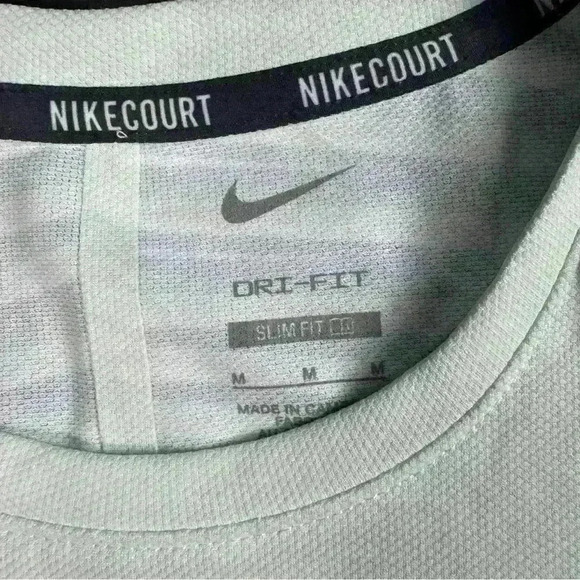 NIKECOURT NIKECOURT
DRI-FIT
SLIM FIT
M M M
MADE IN